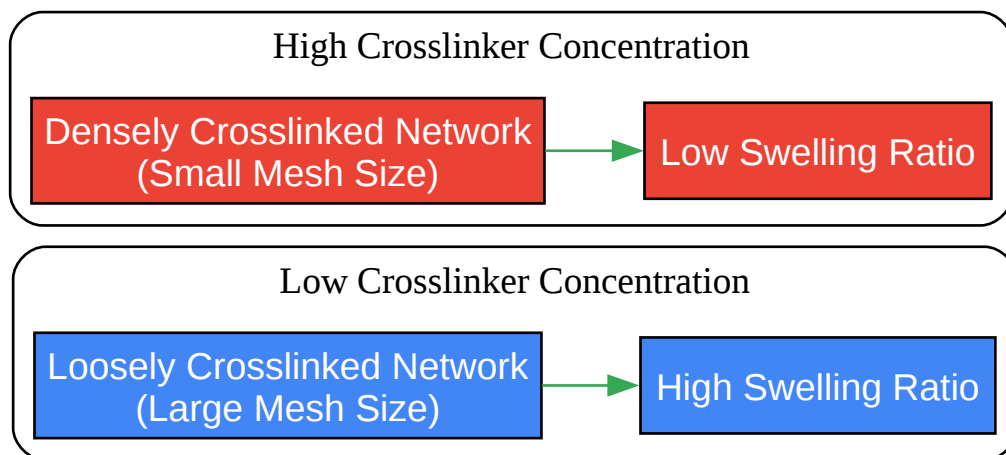 High Crosslinker Concentration
Densely Crosslinked Network
(Small Mesh Size)
Low Swelling Ratio
Low Crosslinker Concentration
Loosely Crosslinked Network
(Large Mesh Size)
High Swelling Ratio